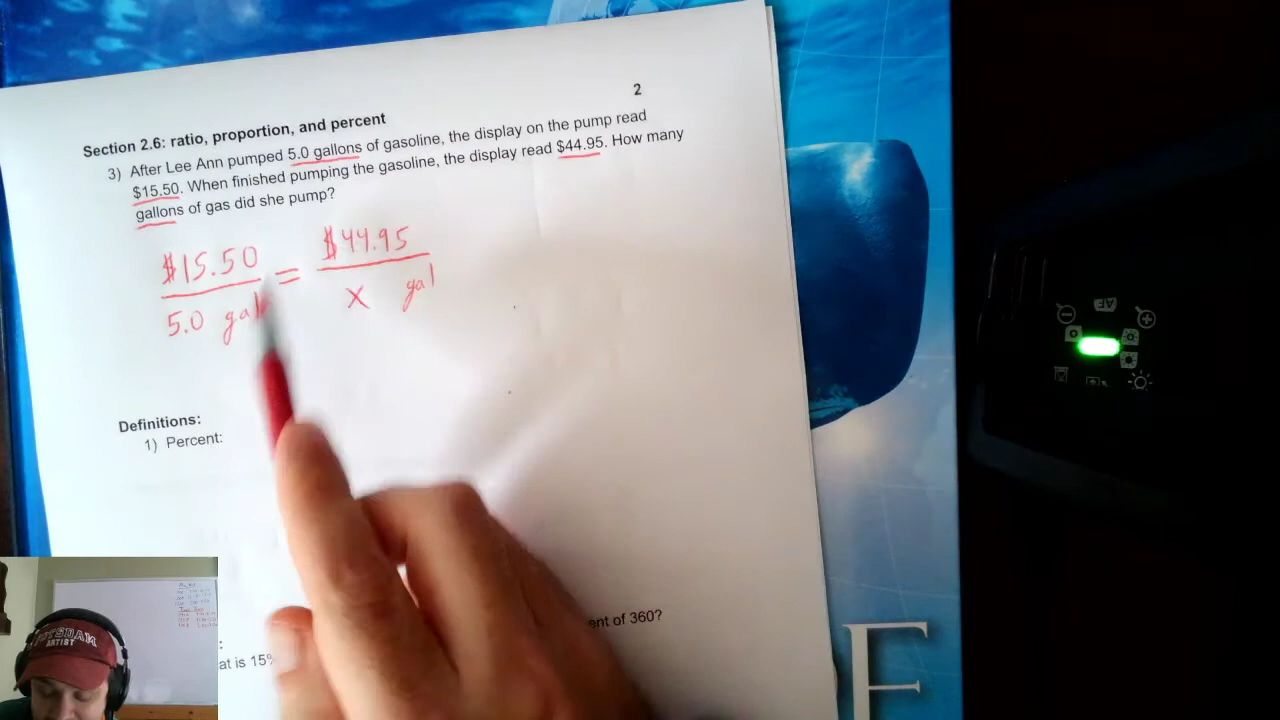 2
Section 2.6: ratio, proportion, and percent
3) After Lee Ann pumped 5.0 gallons of gasoline, the display on the pump read
$15.50. When finished pumping the gasoline, the display read $44.95. How many
gallons of gas did she pump?
$15.50 = $44.95
5.0 gal x gal
Definitions:
1) Percent:
of 360?
at is 15%
ARTIST
AF
E